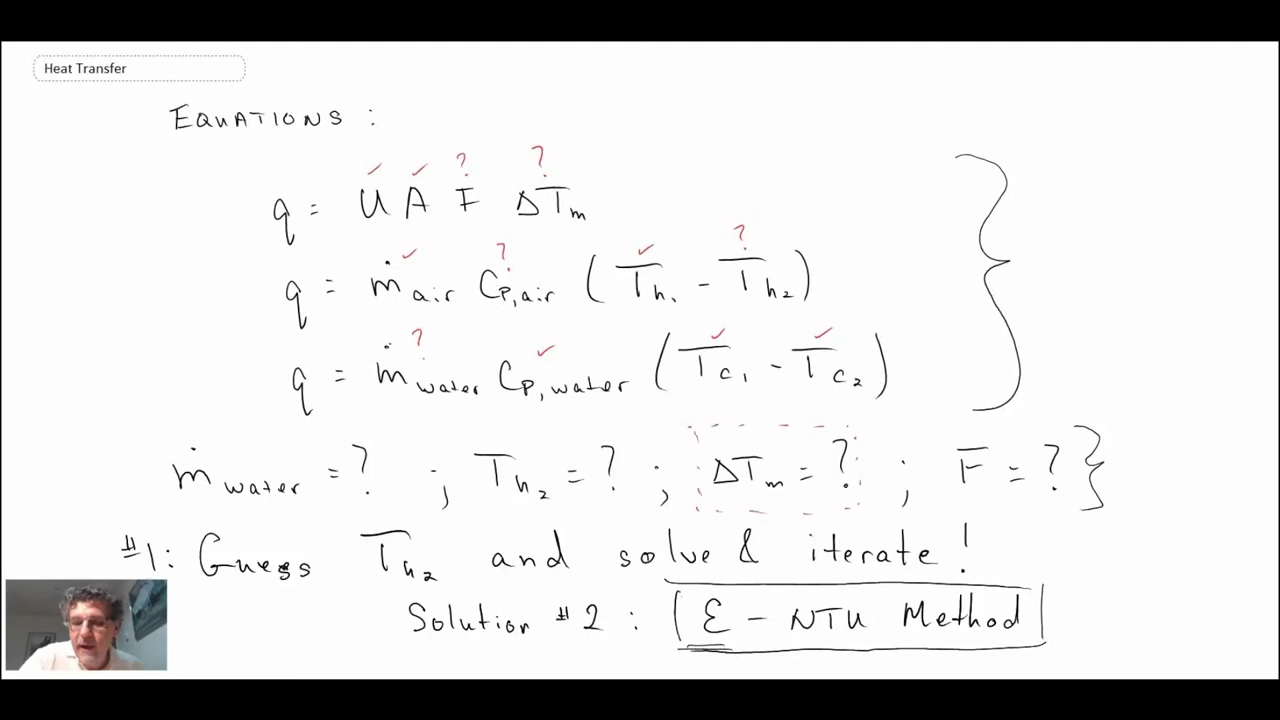 Heat Transfer
EQUATIONS :
✓ ✓ ? ?
q = U A F ΔTm
✓ ? ✓ ?
q = ṁair Cp,air (Th1 - Th2)
? ✓ ✓ ✓
q = ṁwater Cp,water (Tc1 - Tc2)
ṁwater = ? ; Th2 = ? ; ΔTm = ? ; F = ? }
#1: Guess Th2 and solve & iterate!
Solution #2 : ε - NTU Method